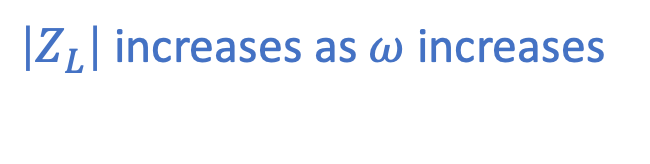 |Z_L| increases as ω increases